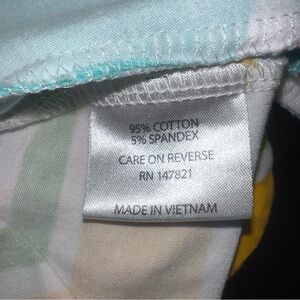 95% COTTON
5% SPANDEX
CARE ON REVERSE
RN 147821
MADE IN VIETNAM